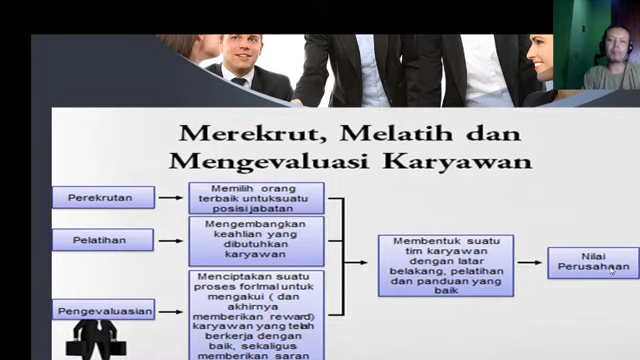 Merekrut, Melatih dan
Mengevaluasi Karyawan
Perekrutan
Memilih orang
terbaik untuksuatu
posisi jabatan
Pelatihan
Mengembangkan
keahlian yang
dibutuhkan
karyawan
Pengevaluasian
Menciptakan suatu
proses forlmal untuk
mengakui ( dan
akhirnya
memberikan reward)
karyawan yang telah
berkerja dengan
baik, sekaligus
memberikan saran
Membentuk suatu
tim karyawan
dengan latar
belakang, pelatihan
dan panduan yang
baik
Nilai
Perusahaan